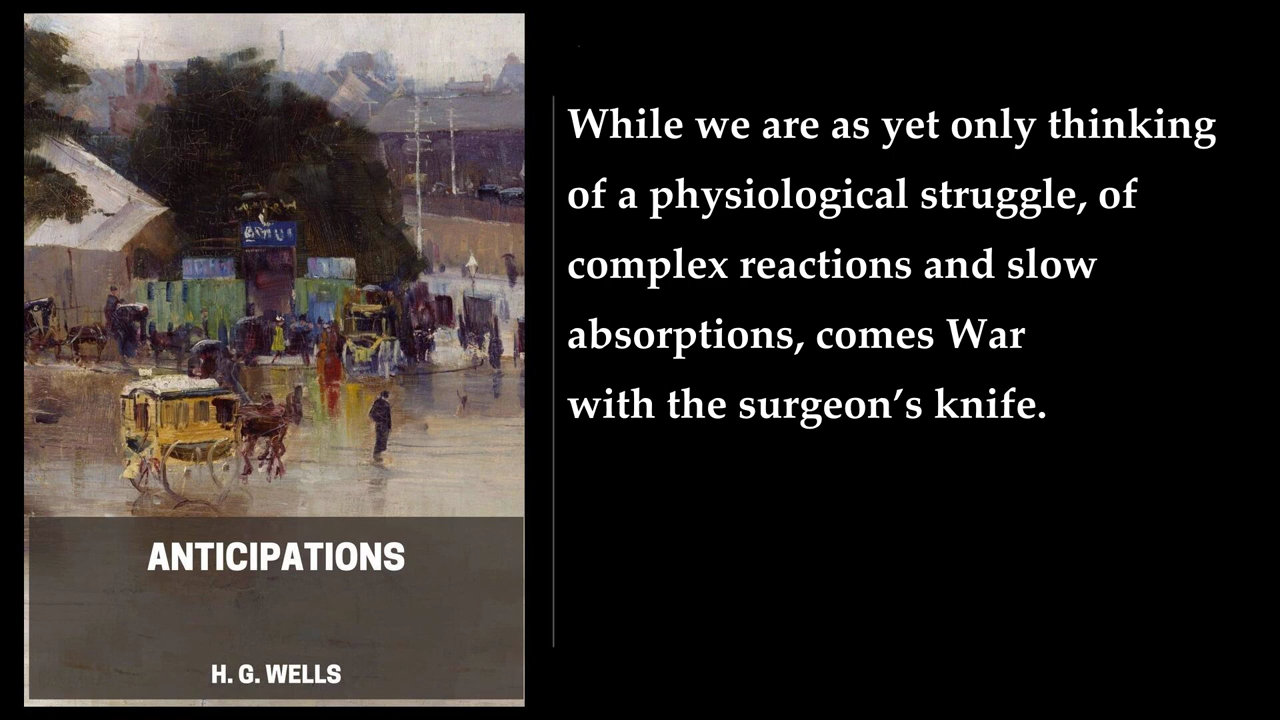 While we are as yet only thinking
of a physiological struggle, of
complex reactions and slow
absorptions, comes War
with the surgeon’s knife.
ANTICIPATIONS
H. G. WELLS